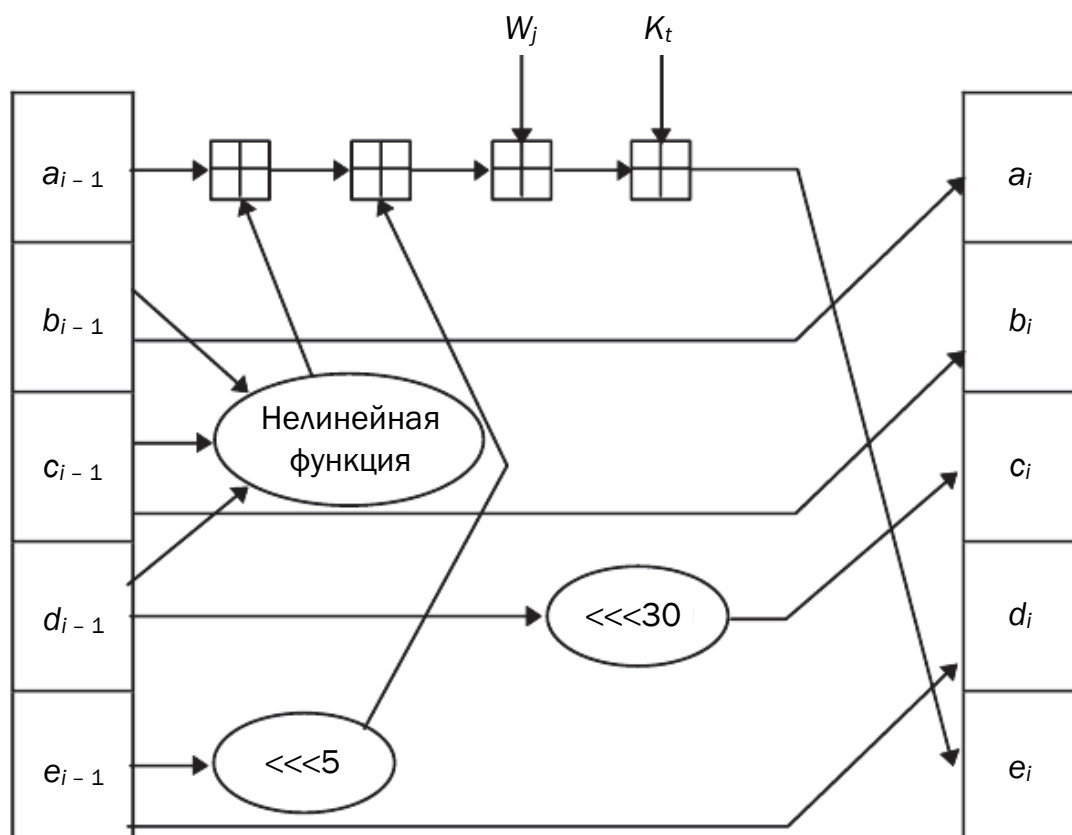 Wj Kt
ai – 1
ai
bi – 1
bi
Нелинейная
функция
ci – 1
ci
di – 1
<<<30
di
ei – 1
<<<5
ei